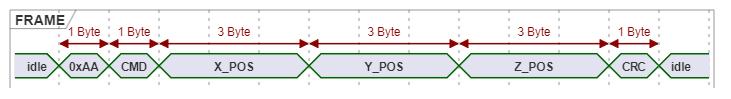 FRAME
1 Byte 1 Byte 3 Byte 3 Byte 3 Byte 1 Byte
idle 0xAA CMD X_POS Y_POS Z_POS CRC idle